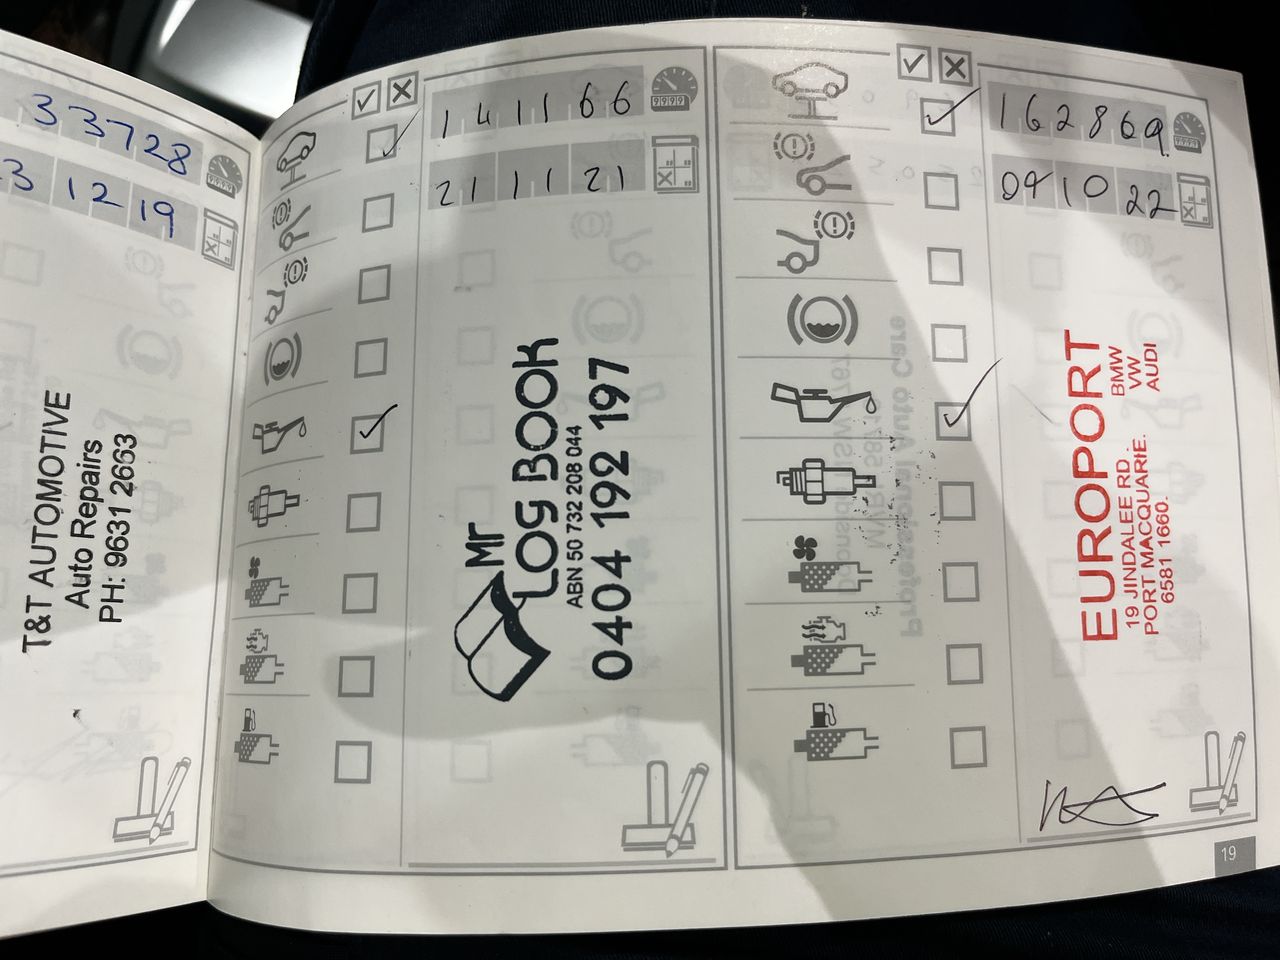 33728
3 12 19
T&T AUTOMOTIVE
Auto Repairs
PH: 9631 2663
141166
21 11 21
Mr
LOG BOOK
ABN 50 732 208 044
0404 192 197
162869
09 10 22
EUROPORT
19 JINDALEE RD
PORT MACQUARIE.
6581 1660.
BMW
VW
AUDI
19